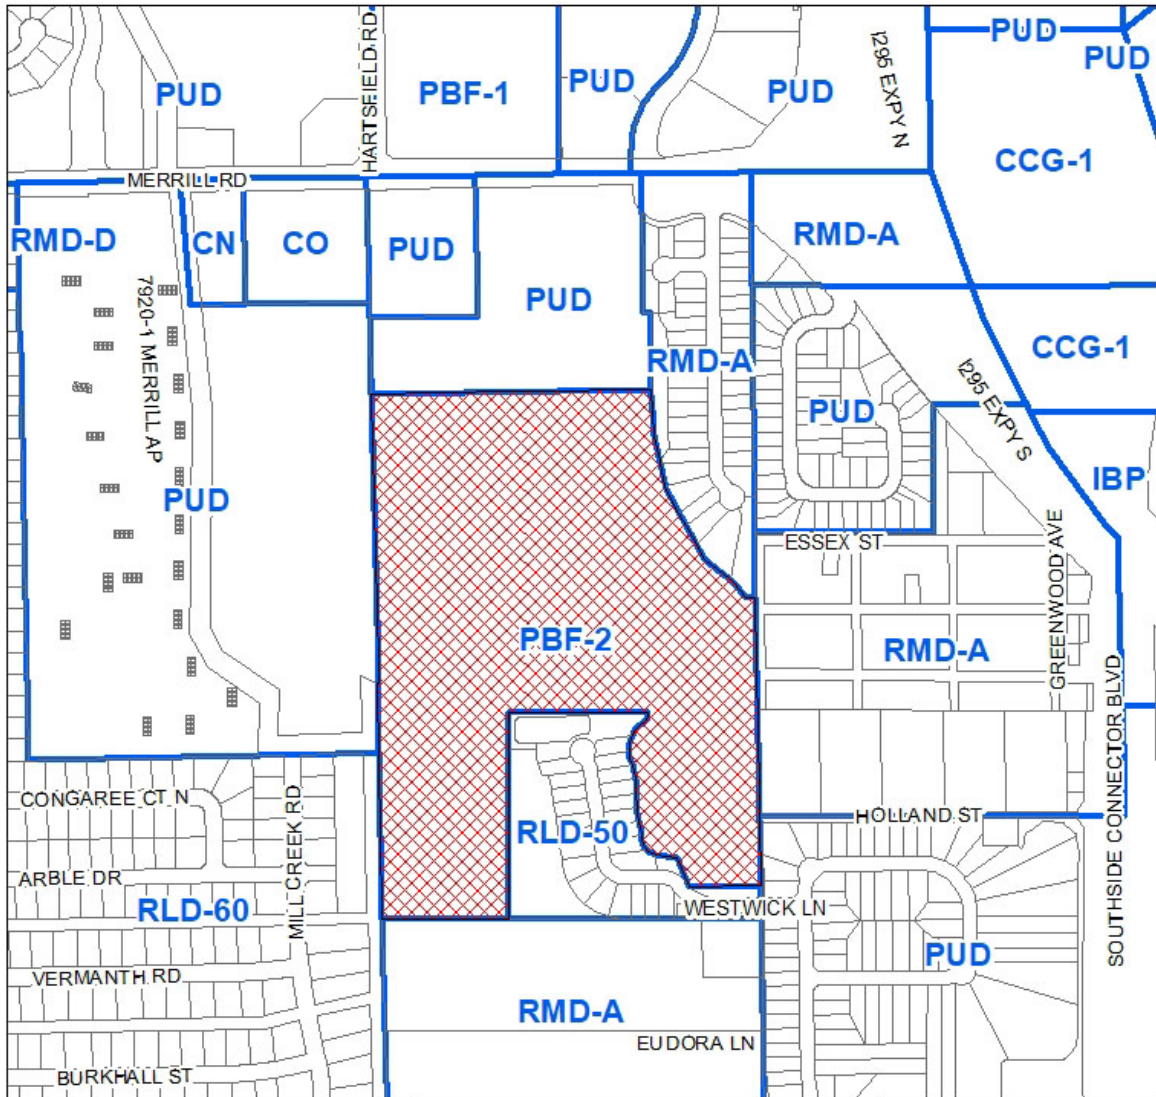 PUD
PUD
PUD
HARTSFIELD RD
PBF-1
PUD
PUD
I295 EXPY N
CCG-1
MERRILL RD
RMD-D
CN
CO
PUD
RMD-A
PUD
7920-1 MERRILL AP
RMD-A
CCG-1
I295 EXPY S
PUD
IBP
PUD
ESSEX ST
GREENWOOD AVE
PBF-2
RMD-A
SOUTHSIDE CONNECTOR BLVD
CONGAREE CT N
MILL CREEK RD
RLD-50
HOLLAND ST
ARBLE DR
RLD-60
WESTWICK LN
PUD
VERMANTH RD
RMD-A
EUDORA LN
BURKHALL ST